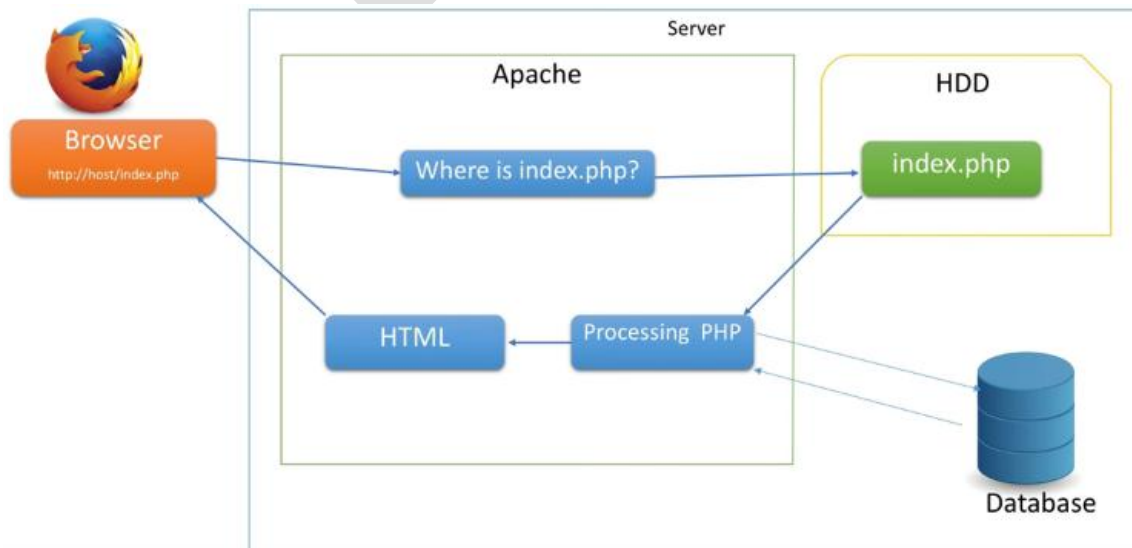 Server
Apache
HDD
Browser
http://host/index.php
Where is index.php?
index.php
HTML
Processing PHP
Database